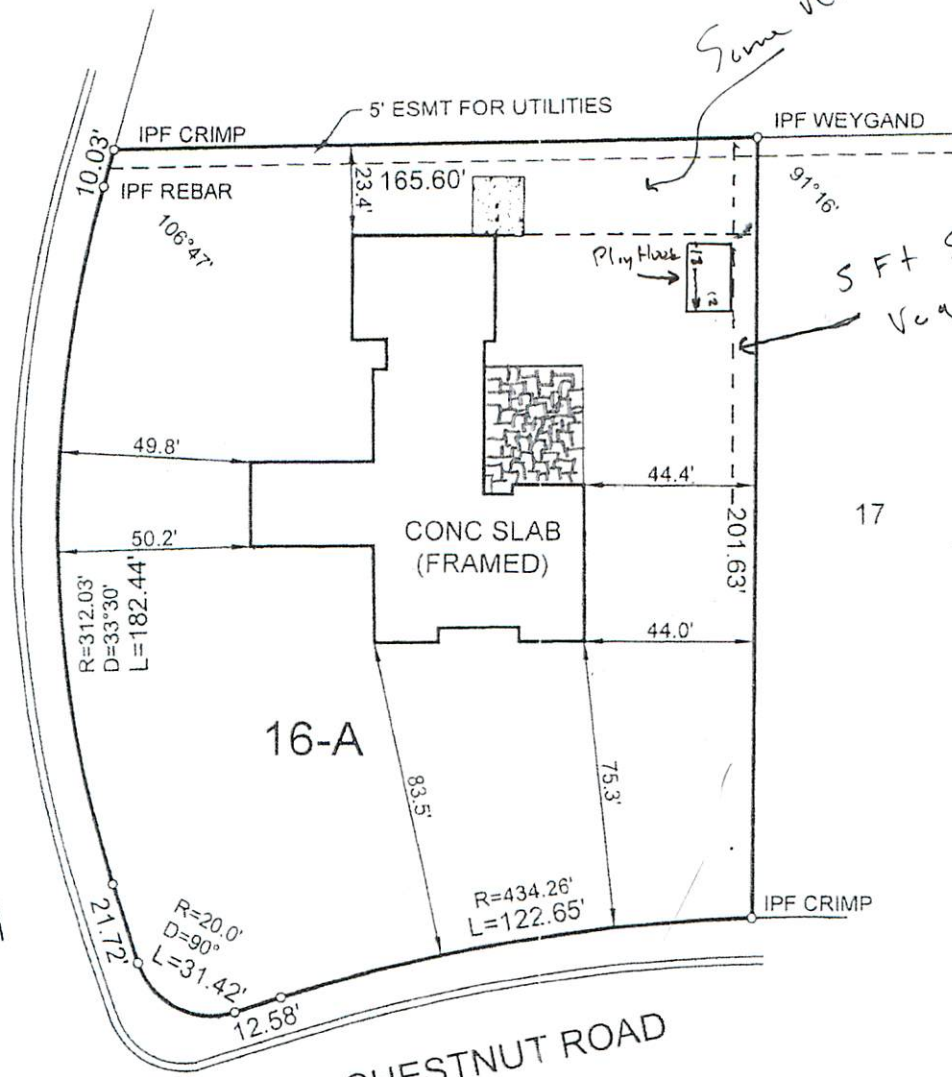 Some
5' ESMT FOR UTILITIES
IPF CRIMP
IPF WEYGAND
10.03'
IPF REBAR
23.4'
165.60'
91°16'
106°47'
Play House
12
5 Ft
49.8'
44.4'
201.63'
17
50.2'
CONC SLAB
(FRAMED)
R=312.03'
D=33°30'
L=182.44'
44.0'
16-A
83.5'
75.3'
R=434.26'
L=122.65'
IPF CRIMP
21.72'
R=20.0'
D=90°
L=31.42'
12.58'
CHESTNUT ROAD